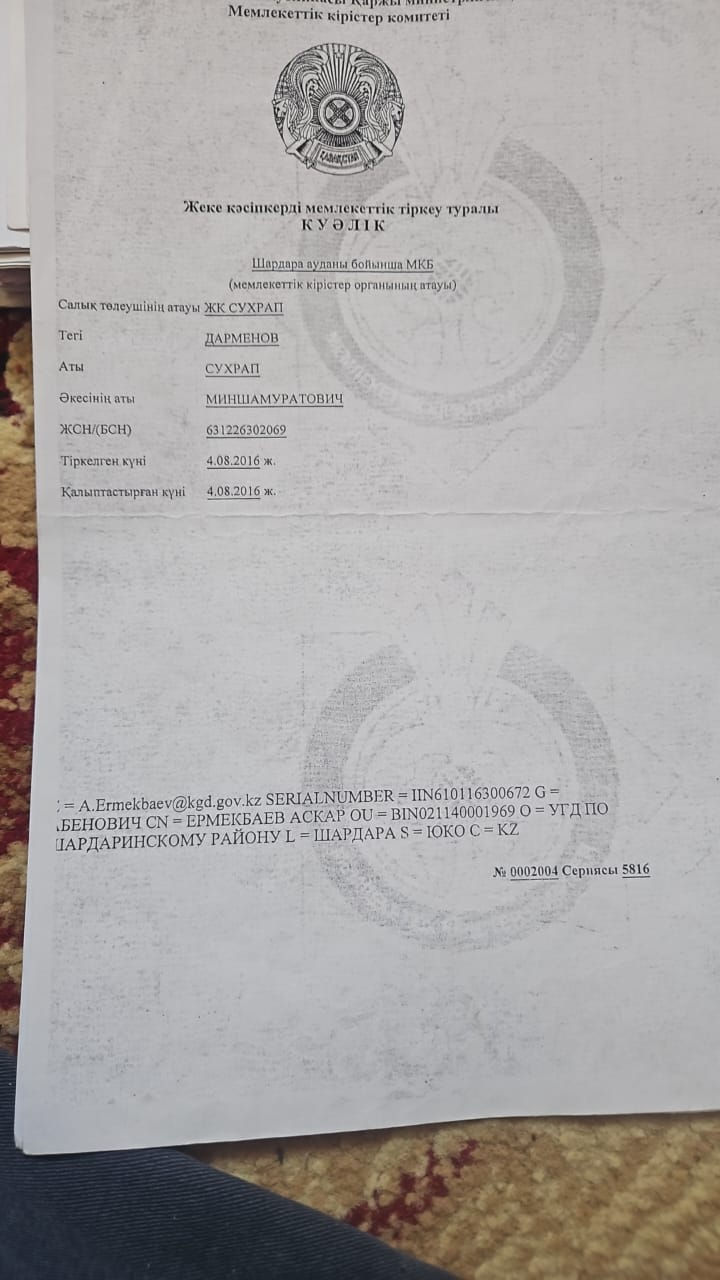 Мемлекеттік кірістер комитеті
ҚАЗАҚСТАН
Жеке кәсіпкерді мемлекеттік тіркеу туралы
КУӘЛІК
Шардара ауданы бойынша МКБ
(мемлекеттік кірістер органының атауы)
Салық төлеушінің атауы ЖК СУХРАП
Тегі ДАРМЕНОВ
Аты СУХРАП
Әкесінің аты МИНШАМУРАТОВИЧ
ЖСН/(БСН) 631226302069
Тіркелген күні 4.08.2016 ж.
Қалыптастырған күні 4.08.2016 ж.
= A.Ermekbaev@kgd.gov.kz SERIALNUMBER = IIN610116300672 G =
БЕНОВИЧ CN = ЕРМЕКБАЕВ АСКАР OU = BIN021140001969 O = УГД ПО
ШАРДАРИНСКОМУ РАЙОНУ L = ШАРДАРА S = ЮКО C = KZ
№ 0002004 Сериясы 5816